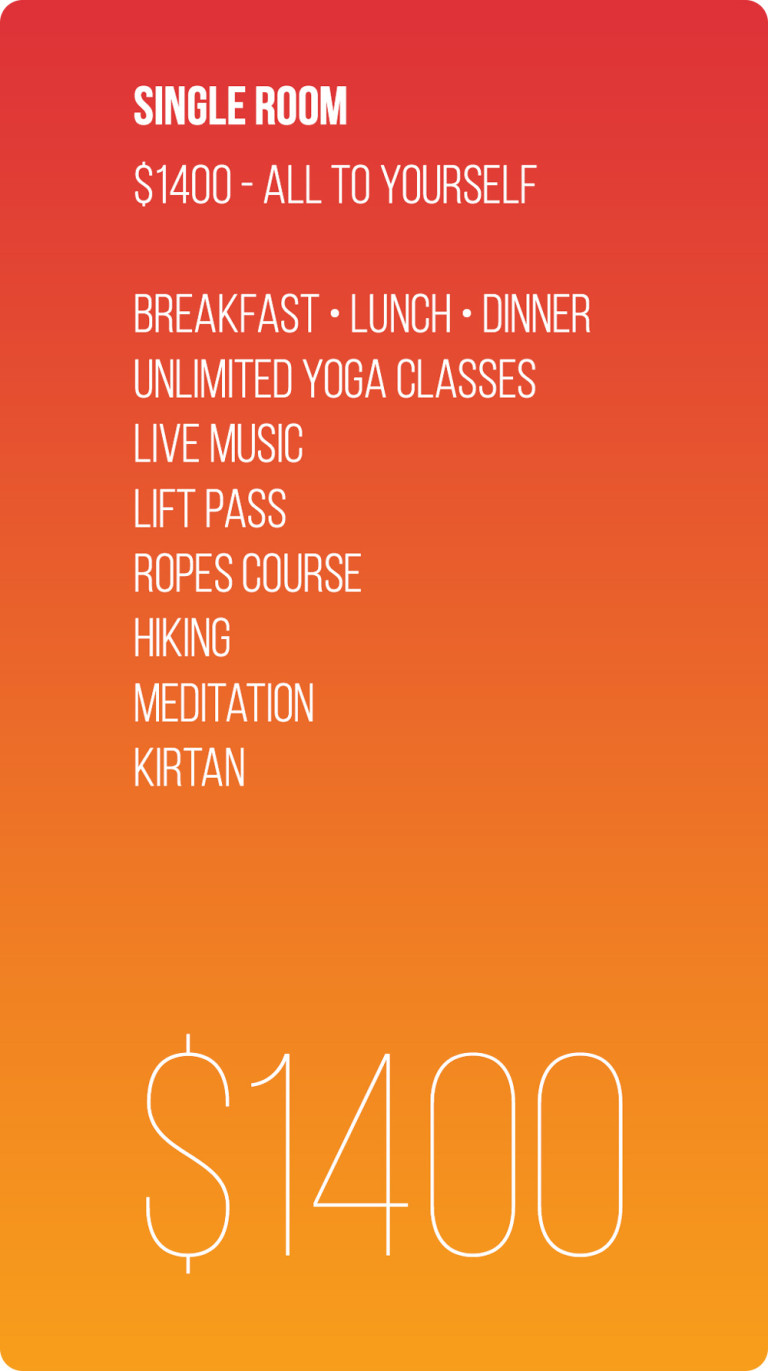 SINGLE ROOM
$1400 - ALL TO YOURSELF
BREAKFAST • LUNCH • DINNER
UNLIMITED YOGA CLASSES
LIVE MUSIC
LIFT PASS
ROPES COURSE
HIKING
MEDITATION
KIRTAN
$1400